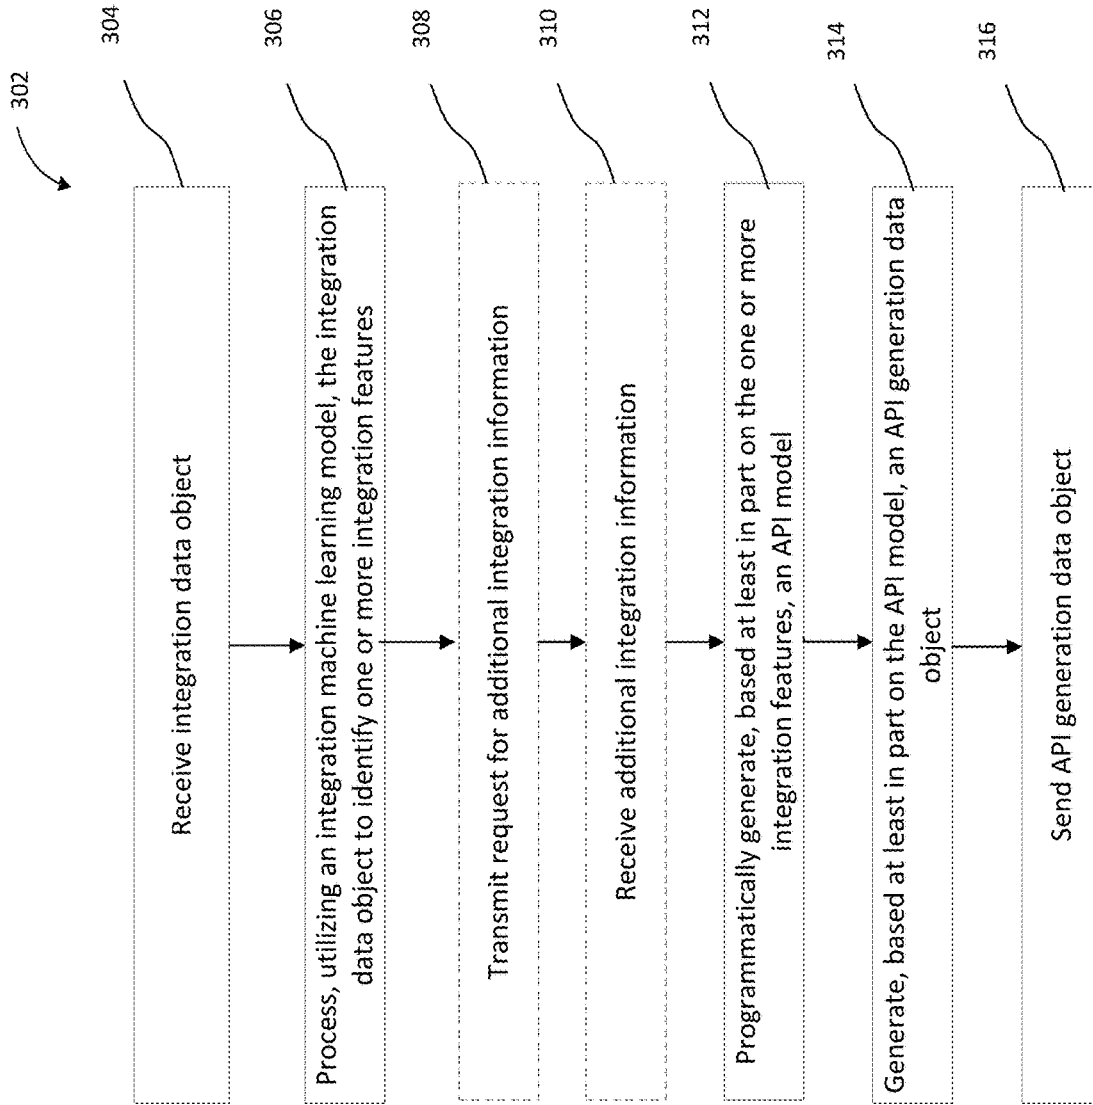 302
304
Receive integration data object
306
Process, utilizing an integration machine learning model, the integration
data object to identify one or more integration features
308
Transmit request for additional integration information
310
Receive additional integration information
312
Programmatically generate, based at least in part on the one or more
integration features, an API model
314
Generate, based at least in part on the API model, an API generation data
object
316
Send API generation data object